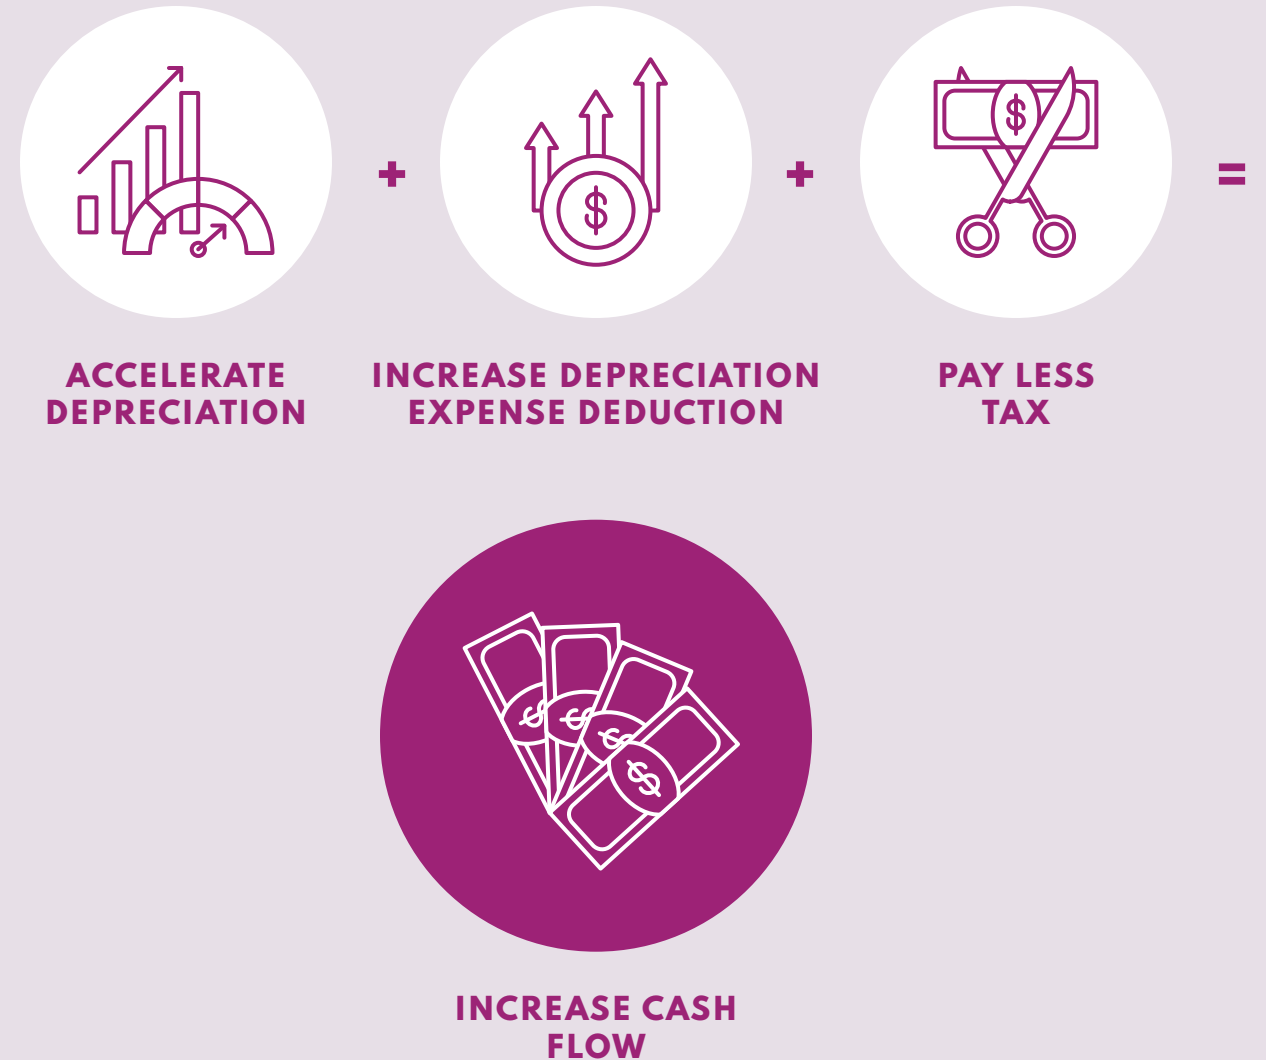 $
$
+
+
=
ACCELERATE
DEPRECIATION
INCREASE DEPRECIATION
EXPENSE DEDUCTION
PAY LESS
TAX
$
$
$
$
INCREASE CASH
FLOW